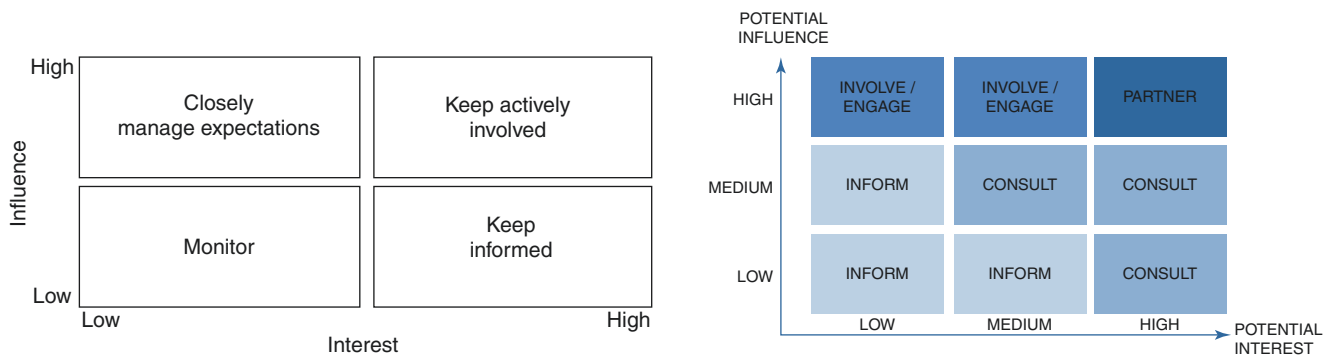 High
Closely
manage expectations
Keep actively
involved
Influence
Monitor
Keep
informed
Low
Low
High
Interest
POTENTIAL
INFLUENCE
HIGH
INVOLVE /
ENGAGE
INVOLVE /
ENGAGE
PARTNER
MEDIUM
INFORM
CONSULT
CONSULT
LOW
INFORM
INFORM
CONSULT
LOW
MEDIUM
HIGH
POTENTIAL
INTEREST